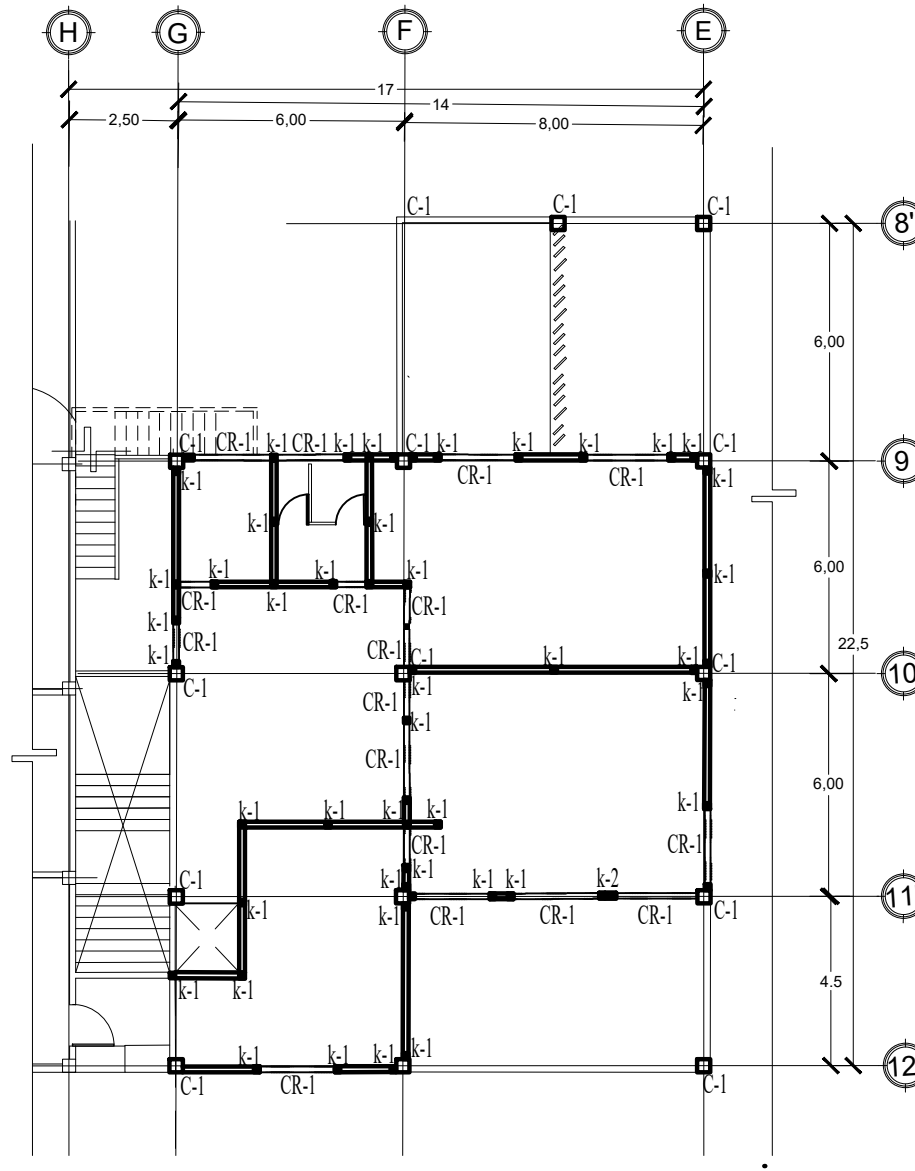 H G F E
17
14
2,50 6,00 8,00
C-1 C-1 C-1
8'
6,00
C-1 CR-1 k-1 CR-1 k-1 k-1 C-1 k-1 k-1 k-1 k-1 k-1 C-1
9
k-1 CR-1 CR-1 k-1
k-1 k-1
6,00
k-1 k-1 k-1 k-1 k-1
CR-1 k-1 CR-1 CR-1
k-1
22,5
CR-1
k-1 CR-1 C-1 k-1 k-1 C-1
10
C-1 k-1 k-1
CR-1
k-1
CR-1
6,00
k-1 k-1 k-1 k-1 k-1
CR-1 CR-1
k-1
C-1 k-1 k-1 k-1 k-2
11
k-1 k-1 CR-1 CR-1 CR-1 C-1
4.5
k-1 k-1
k-1 k-1 k-1 k-1
12
C-1 CR-1 C-1